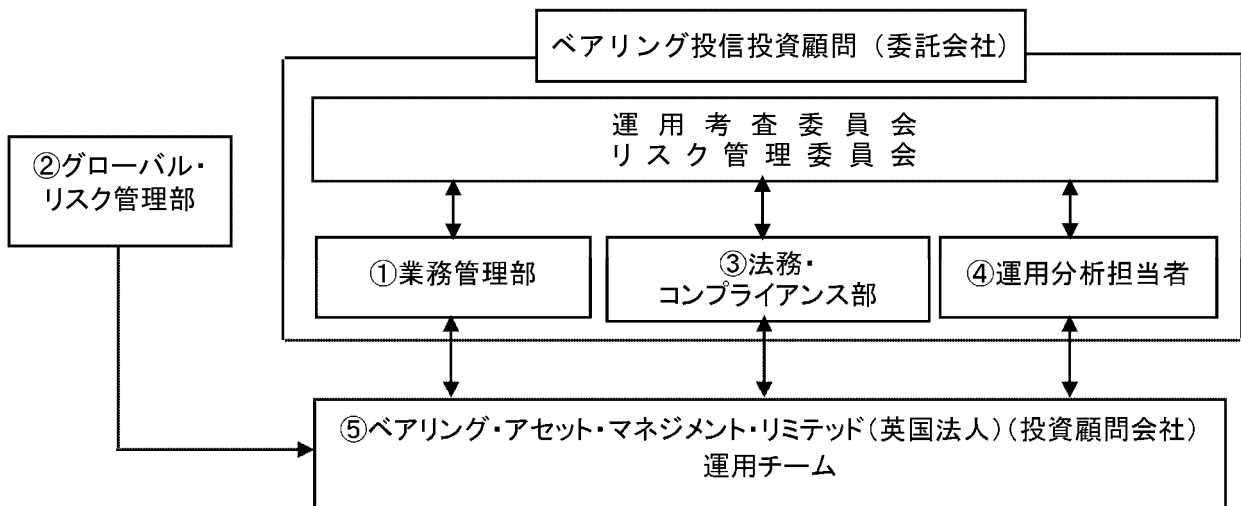 ベアリング投信投資顧問（委託会社）
運用考査委員会
リスク管理委員会
②グローバル・
リスク管理部
①業務管理部
③法務・
コンプライアンス部
④運用分析担当者
⑤ベアリング・アセット・マネジメント・リミテッド（英国法人）（投資顧問会社）
運用チーム